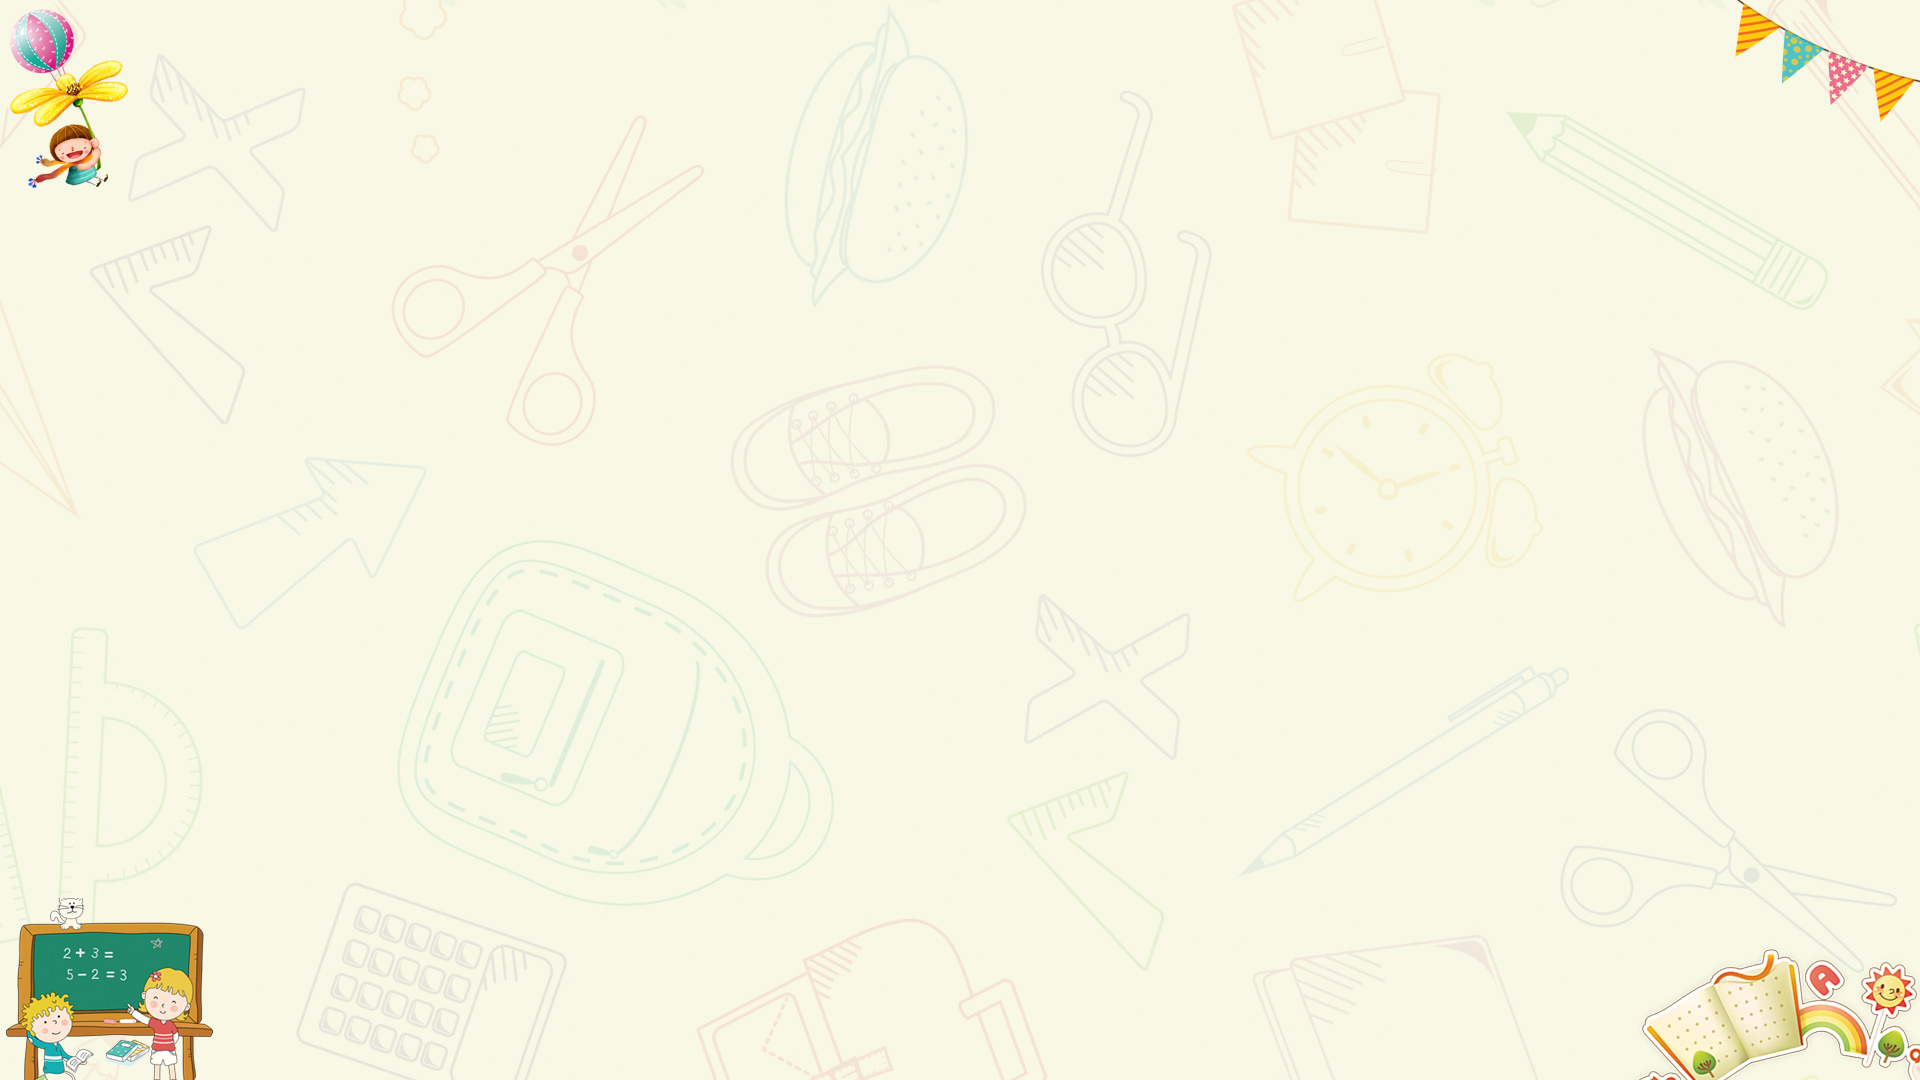 2 + 3 =
5 - 2 = 3
A